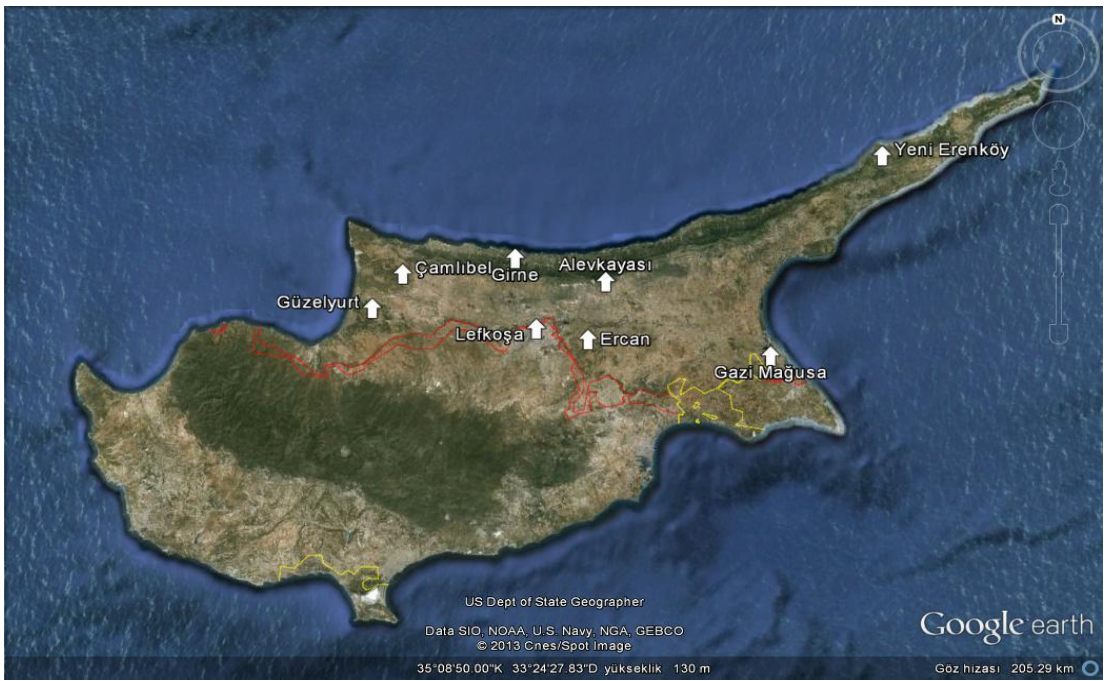 N
Yeni Erenköy
Çamlıbel
Girne
Alevkayası
Güzelyurt
Lefkoşa
Ercan
Gazi Mağusa
US Dept of State Geographer
Data SIO, NOAA, U.S. Navy, NGA, GEBCO
© 2013 Cnes/Spot Image
Google earth
35°08'50.00"K 33°24'27.83"D yükseklik 130 m
Göz hizası 205.29 km